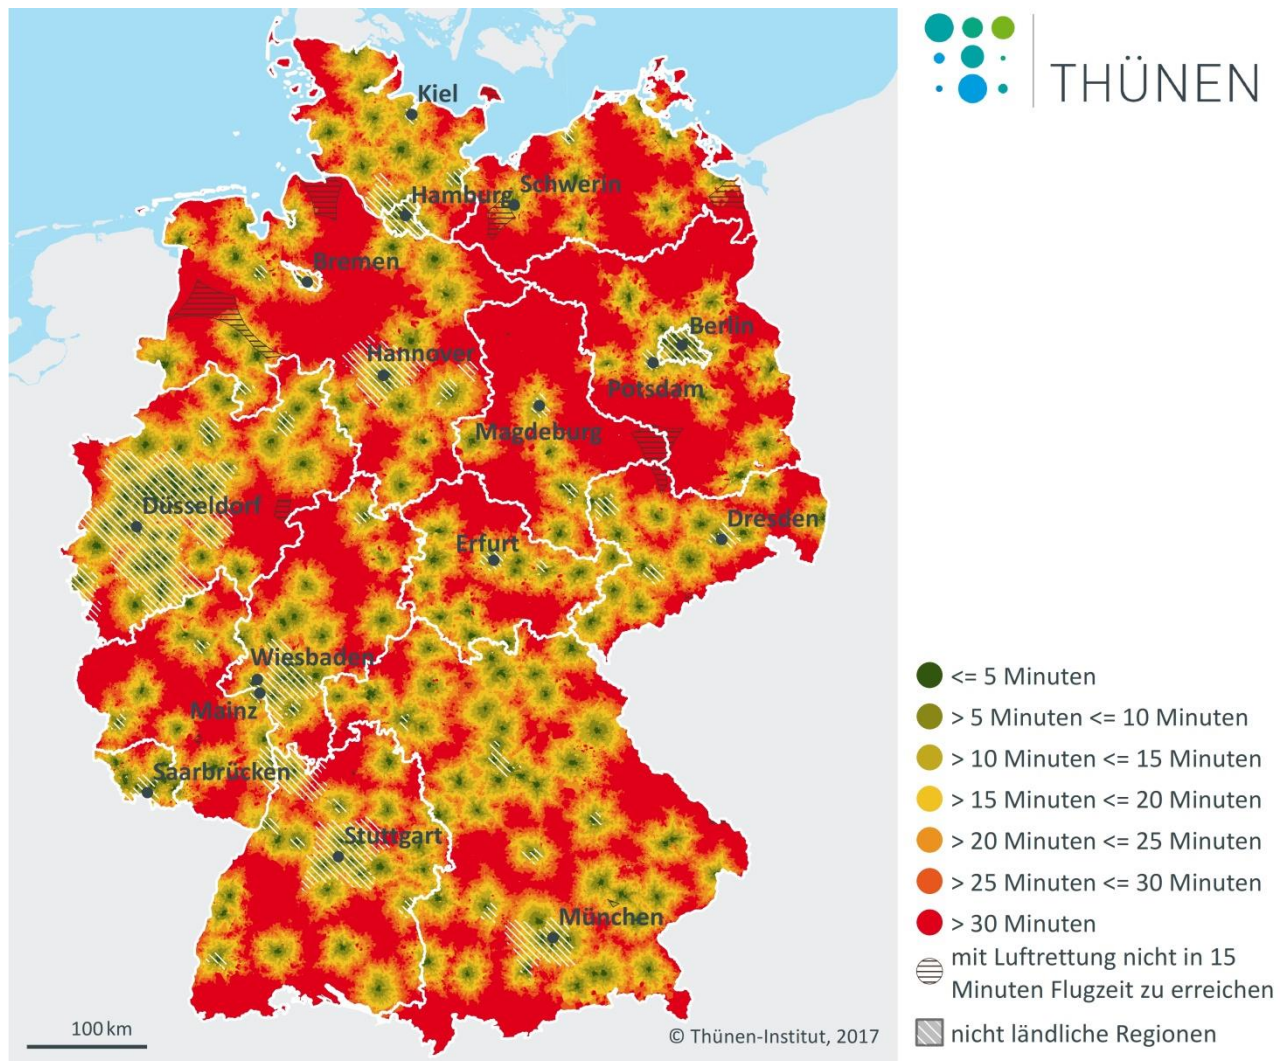 THÜNEN
Kiel
Hamburg
Schwerin
Bremen
Berlin
Hannover
Potsdam
Magdeburg
Düsseldorf
Dresden
Erfurt
Wiesbaden
Mainz
Saarbrücken
Stuttgart
München
<= 5 Minuten
> 5 Minuten <= 10 Minuten
> 10 Minuten <= 15 Minuten
> 15 Minuten <= 20 Minuten
> 20 Minuten <= 25 Minuten
> 25 Minuten <= 30 Minuten
> 30 Minuten
mit Luftrettung nicht in 15
Minuten Flugzeit zu erreichen
nicht ländliche Regionen
100 km
© Thünen-Institut, 2017